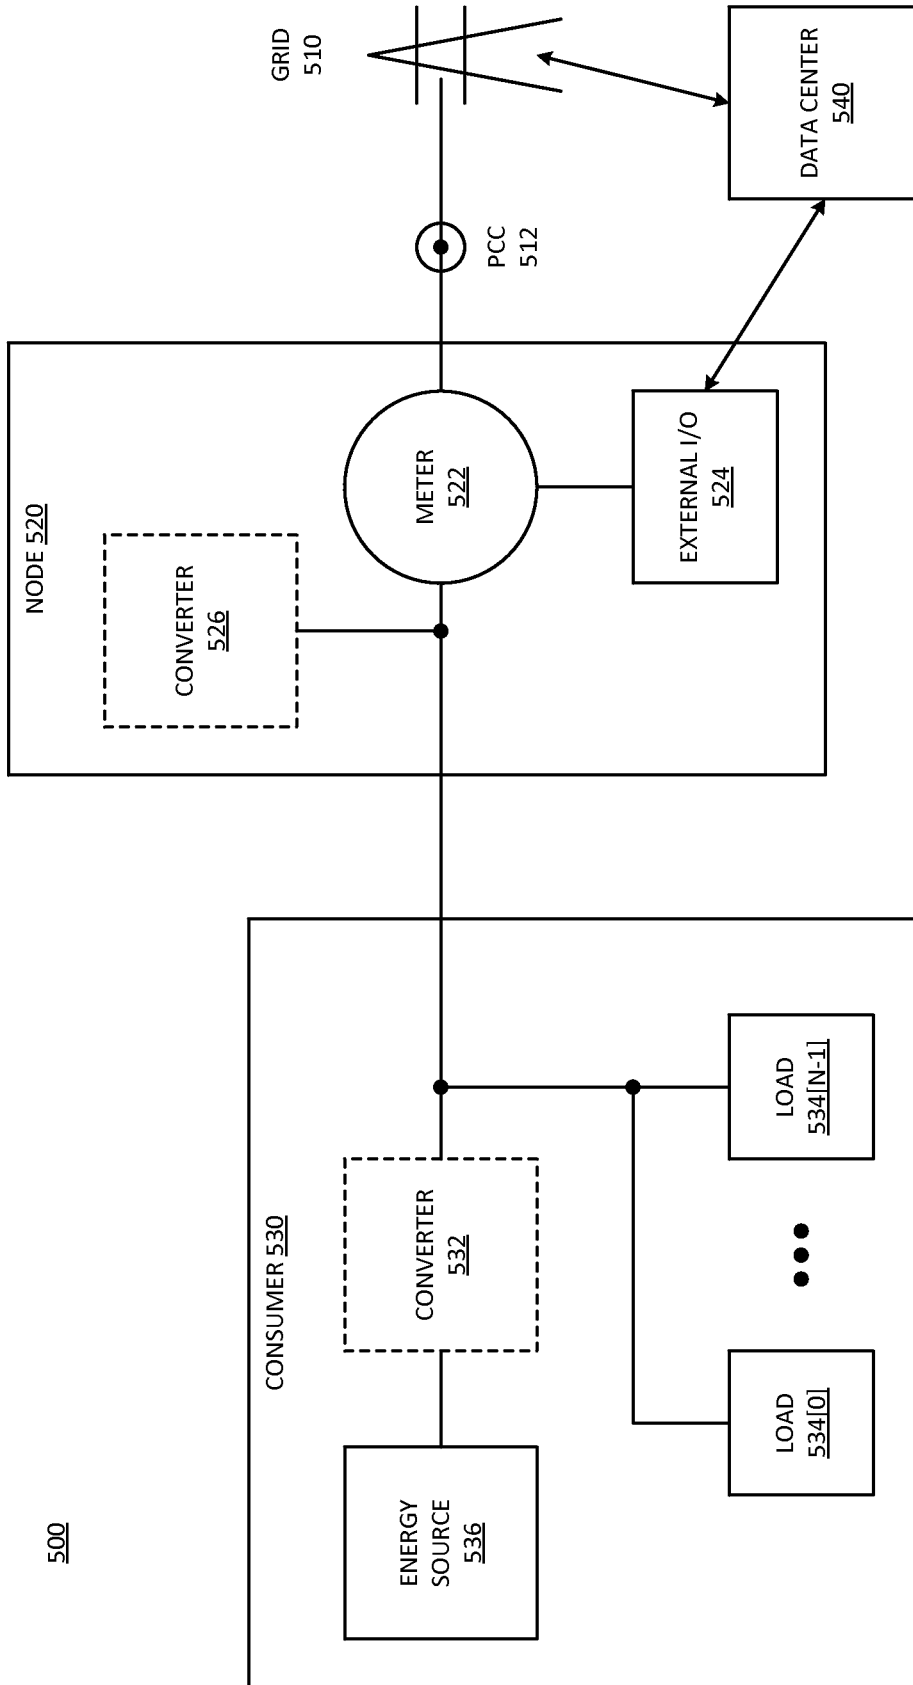 500
CONSUMER 530
ENERGY
SOURCE
536
CONVERTER
532
LOAD
534[0]
LOAD
534[N-1]
NODE 520
CONVERTER
526
METER
522
EXTERNAL I/O
524
PCC
512
GRID
510
DATA CENTER
540